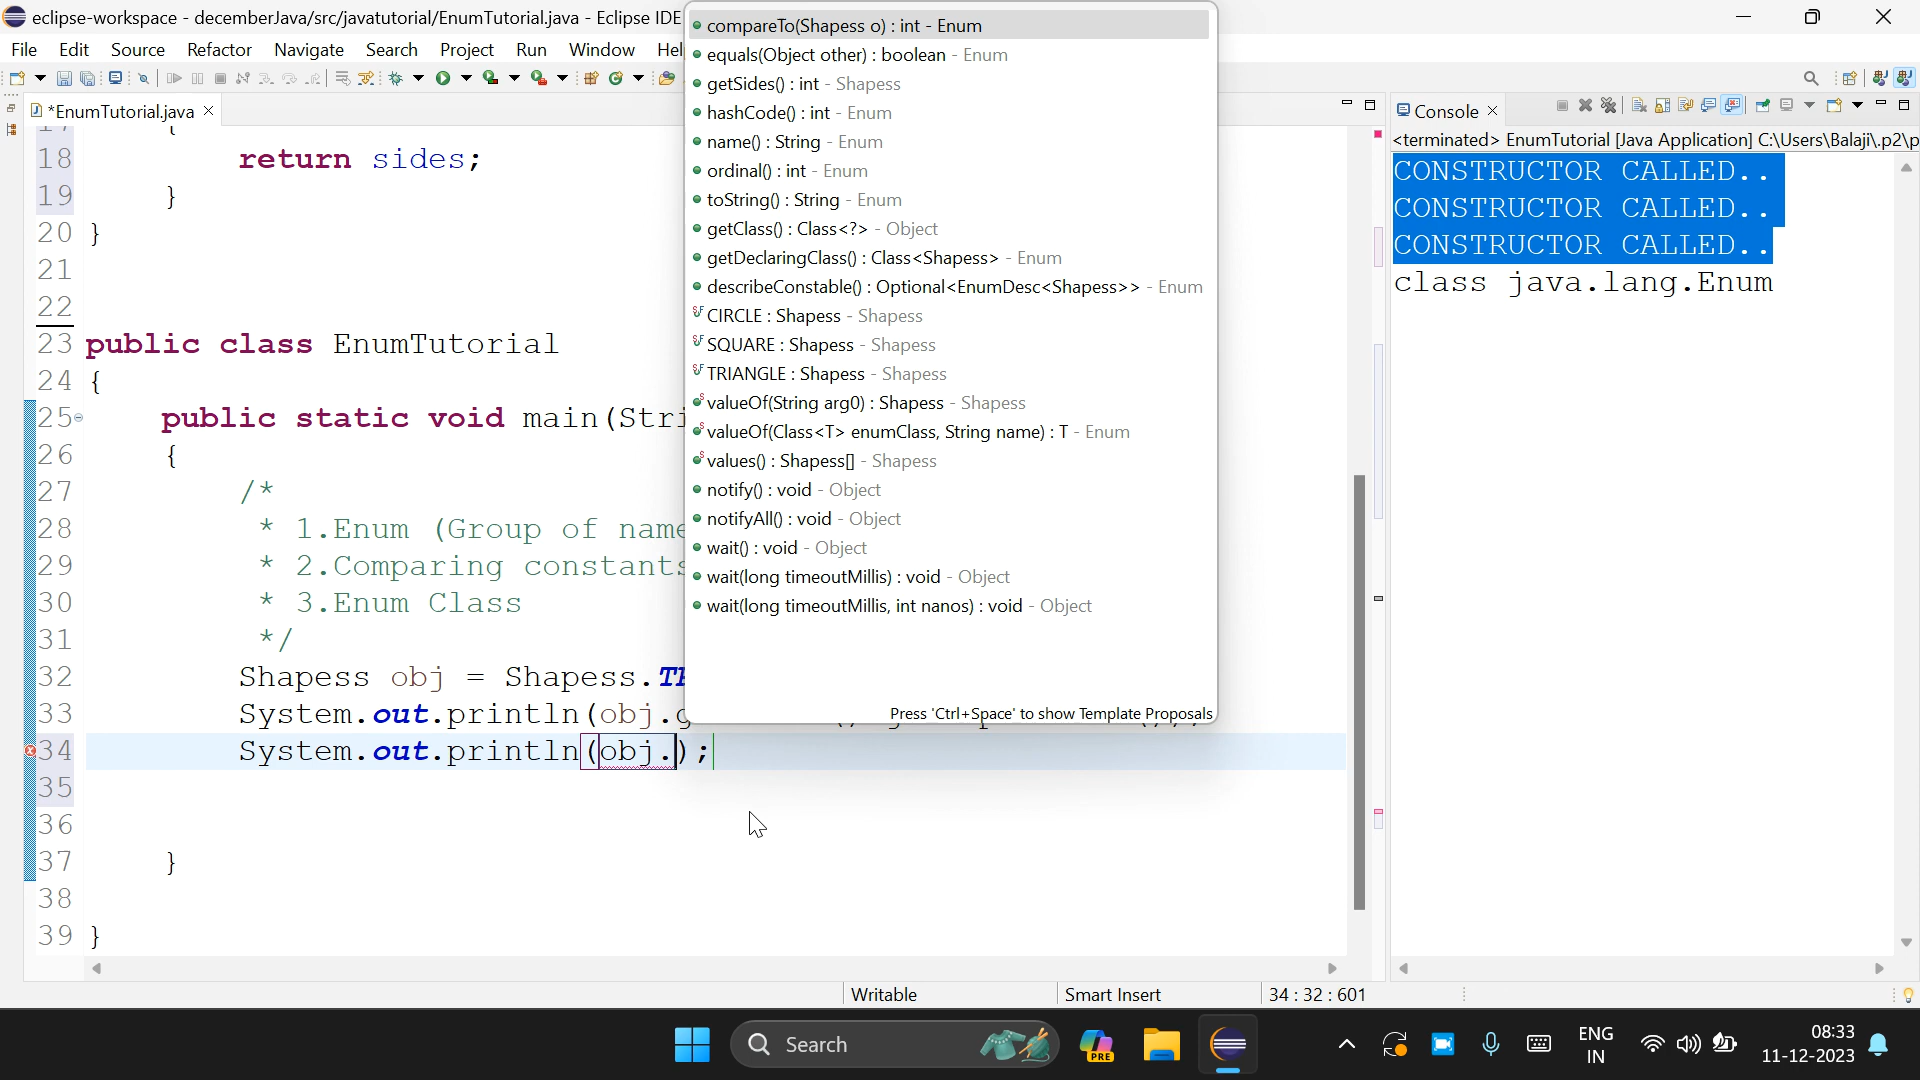 eclipse-workspace - decemberJava/src/javatutorial/EnumTutorial.java - Eclipse IDE
File Edit Source Refactor Navigate Search Project Run Window Hel
*EnumTutorial.java
18 return sides;
19 }
20 }
21
22
23 public class EnumTutorial
24 {
25 public static void main(Stri
26 {
27 /*
28 * 1.Enum (Group of name
29 * 2.Comparing constants
30 * 3.Enum Class
31 */
32 Shapess obj = Shapess.TR
33 System.out.println(obj.g
34 System.out.println(obj.);
35
36
37 }
38
39 }
compareTo(Shapess o) : int - Enum
equals(Object other) : boolean - Enum
getSides() : int - Shapess
hashCode() : int - Enum
name() : String - Enum
ordinal() : int - Enum
toString() : String - Enum
getClass() : Class<?> - Object
getDeclaringClass() : Class<Shapess> - Enum
describeConstable() : Optional<EnumDesc<Shapess>> - Enum
CIRCLE : Shapess - Shapess
SQUARE : Shapess - Shapess
TRIANGLE : Shapess - Shapess
valueOf(String arg0) : Shapess - Shapess
valueOf(Class<T> enumClass, String name) : T - Enum
values() : Shapess[] - Shapess
notify() : void - Object
notifyAll() : void - Object
wait() : void - Object
wait(long timeoutMillis) : void - Object
wait(long timeoutMillis, int nanos) : void - Object
Press 'Ctrl+Space' to show Template Proposals
Console
<terminated> EnumTutorial [Java Application] C:\Users\Balaji\.p2\p
CONSTRUCTOR CALLED..
CONSTRUCTOR CALLED..
CONSTRUCTOR CALLED..
class java.lang.Enum
Writable Smart Insert 34 : 32 : 601
Search
PRE
ENG
IN
08:33
11-12-2023